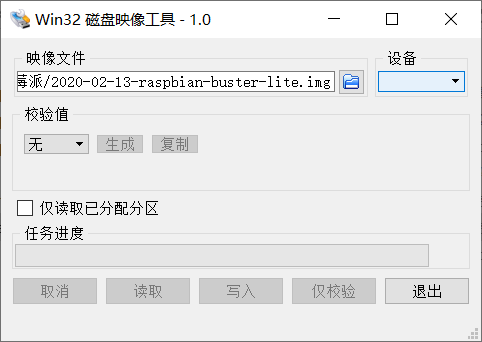 Win32 磁盘映像工具 - 1.0
映像文件
设备
莓派/2020-02-13-raspbian-buster-lite.img
校验值
无
生成
复制
仅读取已分配分区
任务进度
取消
读取
写入
仅校验
退出